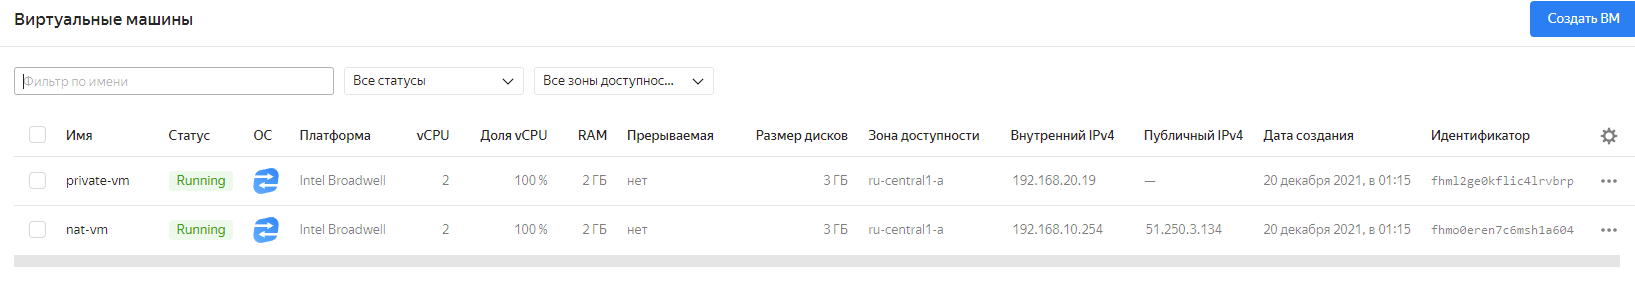 Виртуальные машины
Создать ВМ
Фильтр по имени
Все статусы
Все зоны доступнос...
Имя Статус ОС Платформа vCPU Доля vCPU RAM Прерываемая Размер дисков Зона доступности Внутренний IPv4 Публичный IPv4 Дата создания Идентификатор
private-vm Running Intel Broadwell 2 100 % 2 ГБ нет 3 ГБ ru-central1-a 192.168.20.19 — 20 декабря 2021, в 01:15 fhml2ge0kflic4lrvbrp
nat-vm Running Intel Broadwell 2 100 % 2 ГБ нет 3 ГБ ru-central1-a 192.168.10.254 51.250.3.134 20 декабря 2021, в 01:15 fhmo0eren7c6msh1a604